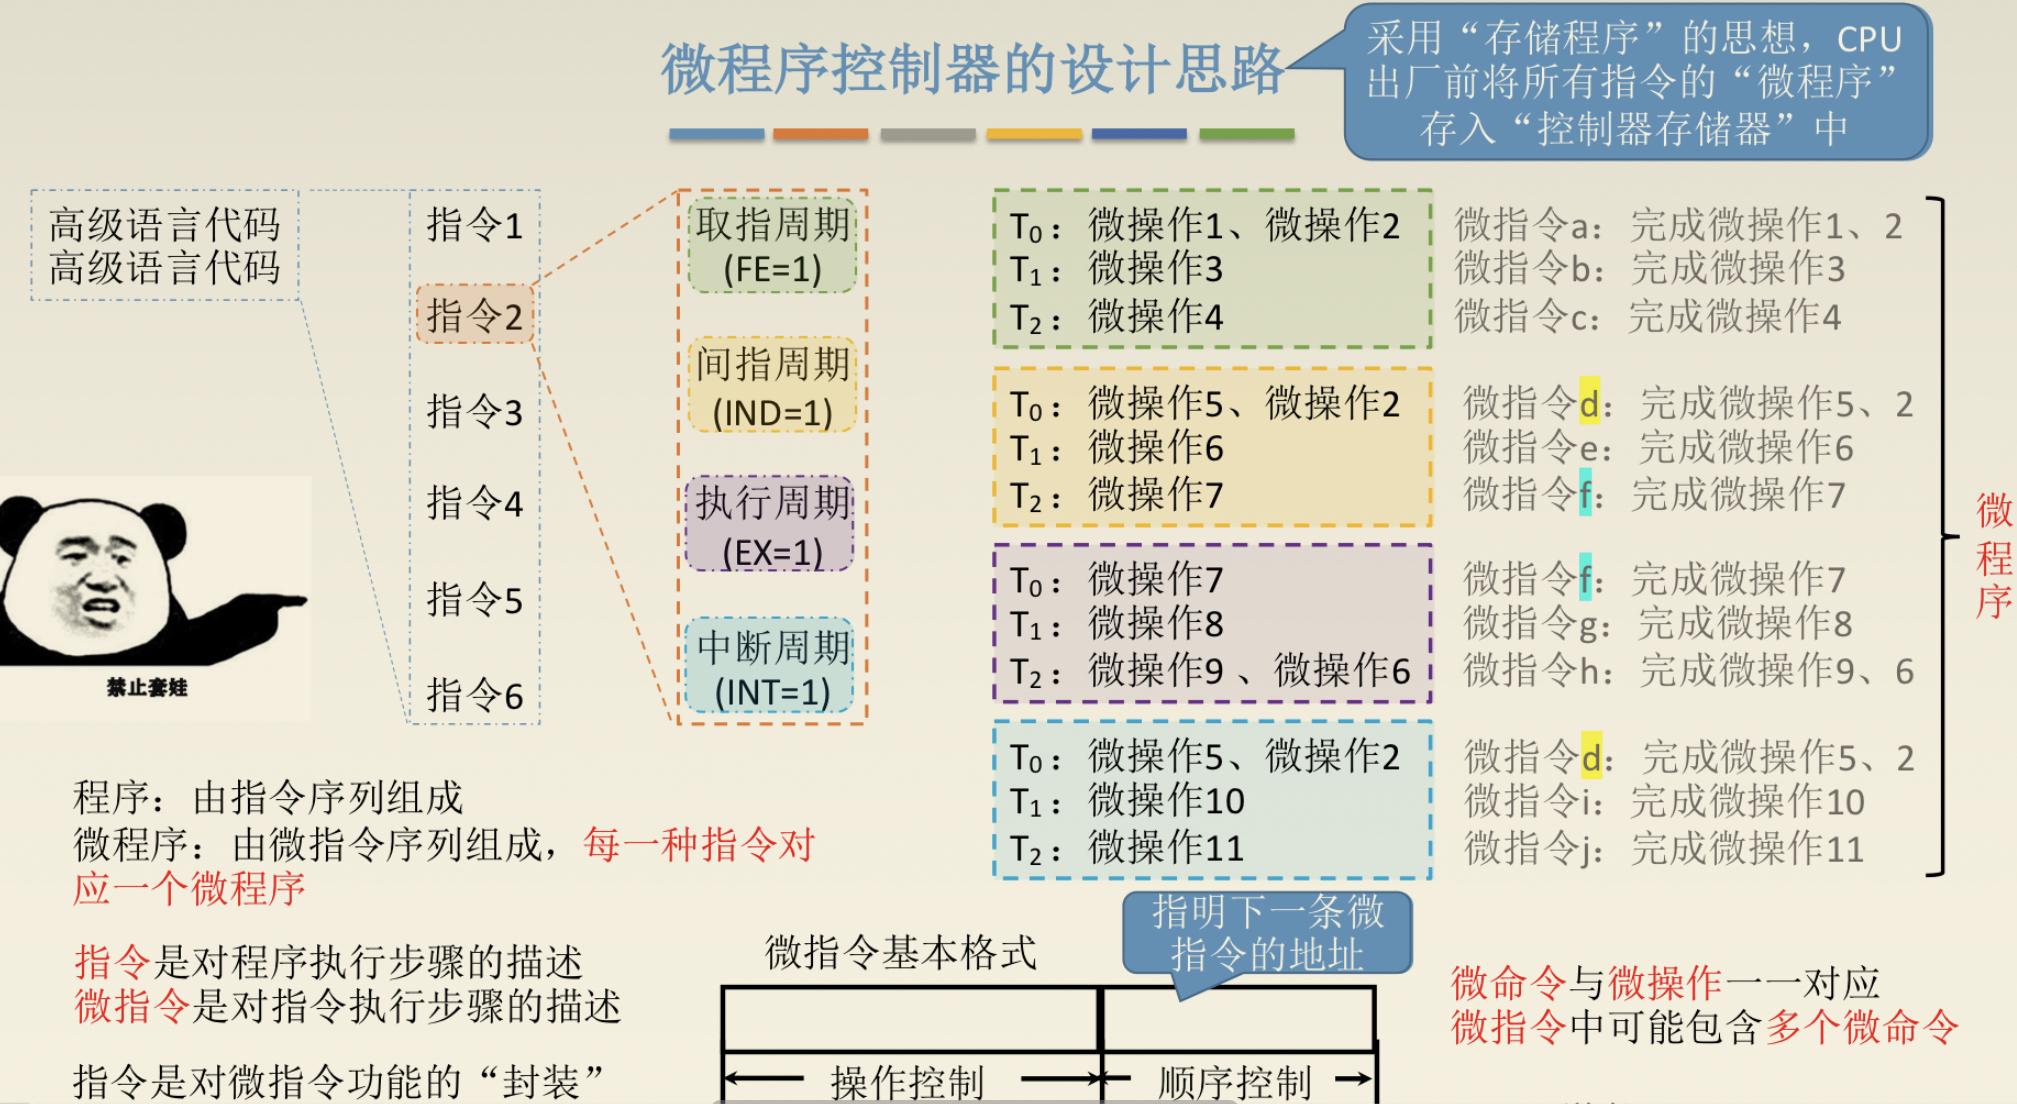 微程序控制器的设计思路
采用“存储程序”的思想，CPU
出厂前将所有指令的“微程序”
存入“控制器存储器”中
高级语言代码
高级语言代码
指令1
指令2
指令3
指令4
指令5
指令6
取指周期
(FE=1)
间指周期
(IND=1)
执行周期
(EX=1)
中断周期
(INT=1)
T₀：微操作1、微操作2
T₁：微操作3
T₂：微操作4
T₀：微操作5、微操作2
T₁：微操作6
T₂：微操作7
T₀：微操作7
T₁：微操作8
T₂：微操作9 、微操作6
T₀：微操作5、微操作2
T₁：微操作10
T₂：微操作11
微指令a：完成微操作1、2
微指令b：完成微操作3
微指令c：完成微操作4
微指令d：完成微操作5、2
微指令e：完成微操作6
微指令f：完成微操作7
微指令f：完成微操作7
微指令g：完成微操作8
微指令h：完成微操作9、6
微指令d：完成微操作5、2
微指令i：完成微操作10
微指令j：完成微操作11
微
程
序
禁止套娃
程序：由指令序列组成
微程序：由微指令序列组成，每一种指令对
应一个微程序
指令是对程序执行步骤的描述
微指令是对指令执行步骤的描述
指令是对微指令功能的“封装”
微指令基本格式
指明下一条微
指令的地址
操作控制
顺序控制
微命令与微操作一一对应
微指令中可能包含多个微命令